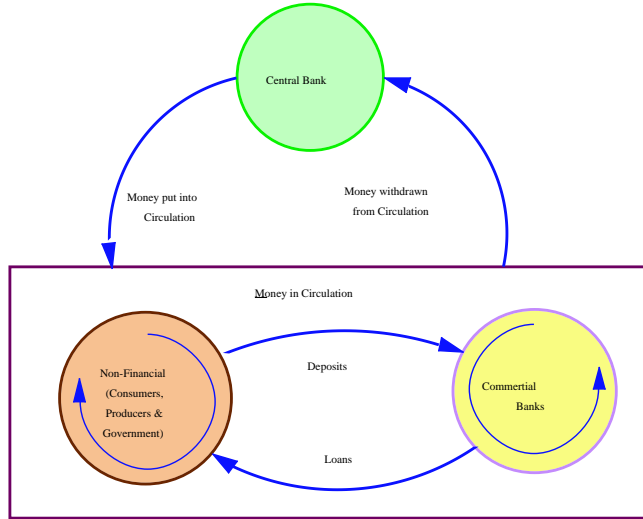 Central Bank
Money put into
Circulation
Money withdrawn
from Circulation
Money in Circulation
Deposits
Non-Financial
(Consumers,
Producers &
Government)
Commertial
Banks
Loans